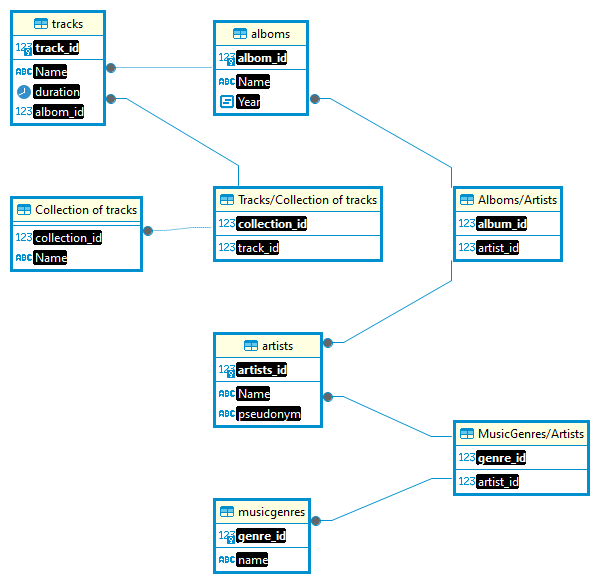 tracks
123 track_id
ABC Name
duration
123 albom_id
alboms
123 albom_id
ABC Name
Year
Collection of tracks
123 collection_id
ABC Name
Tracks/Collection of tracks
123 collection_id
123 track_id
Alboms/Artists
123 album_id
123 artist_id
artists
123 artists_id
ABC Name
ABC pseudonym
MusicGenres/Artists
123 genre_id
123 artist_id
musicgenres
123 genre_id
ABC name